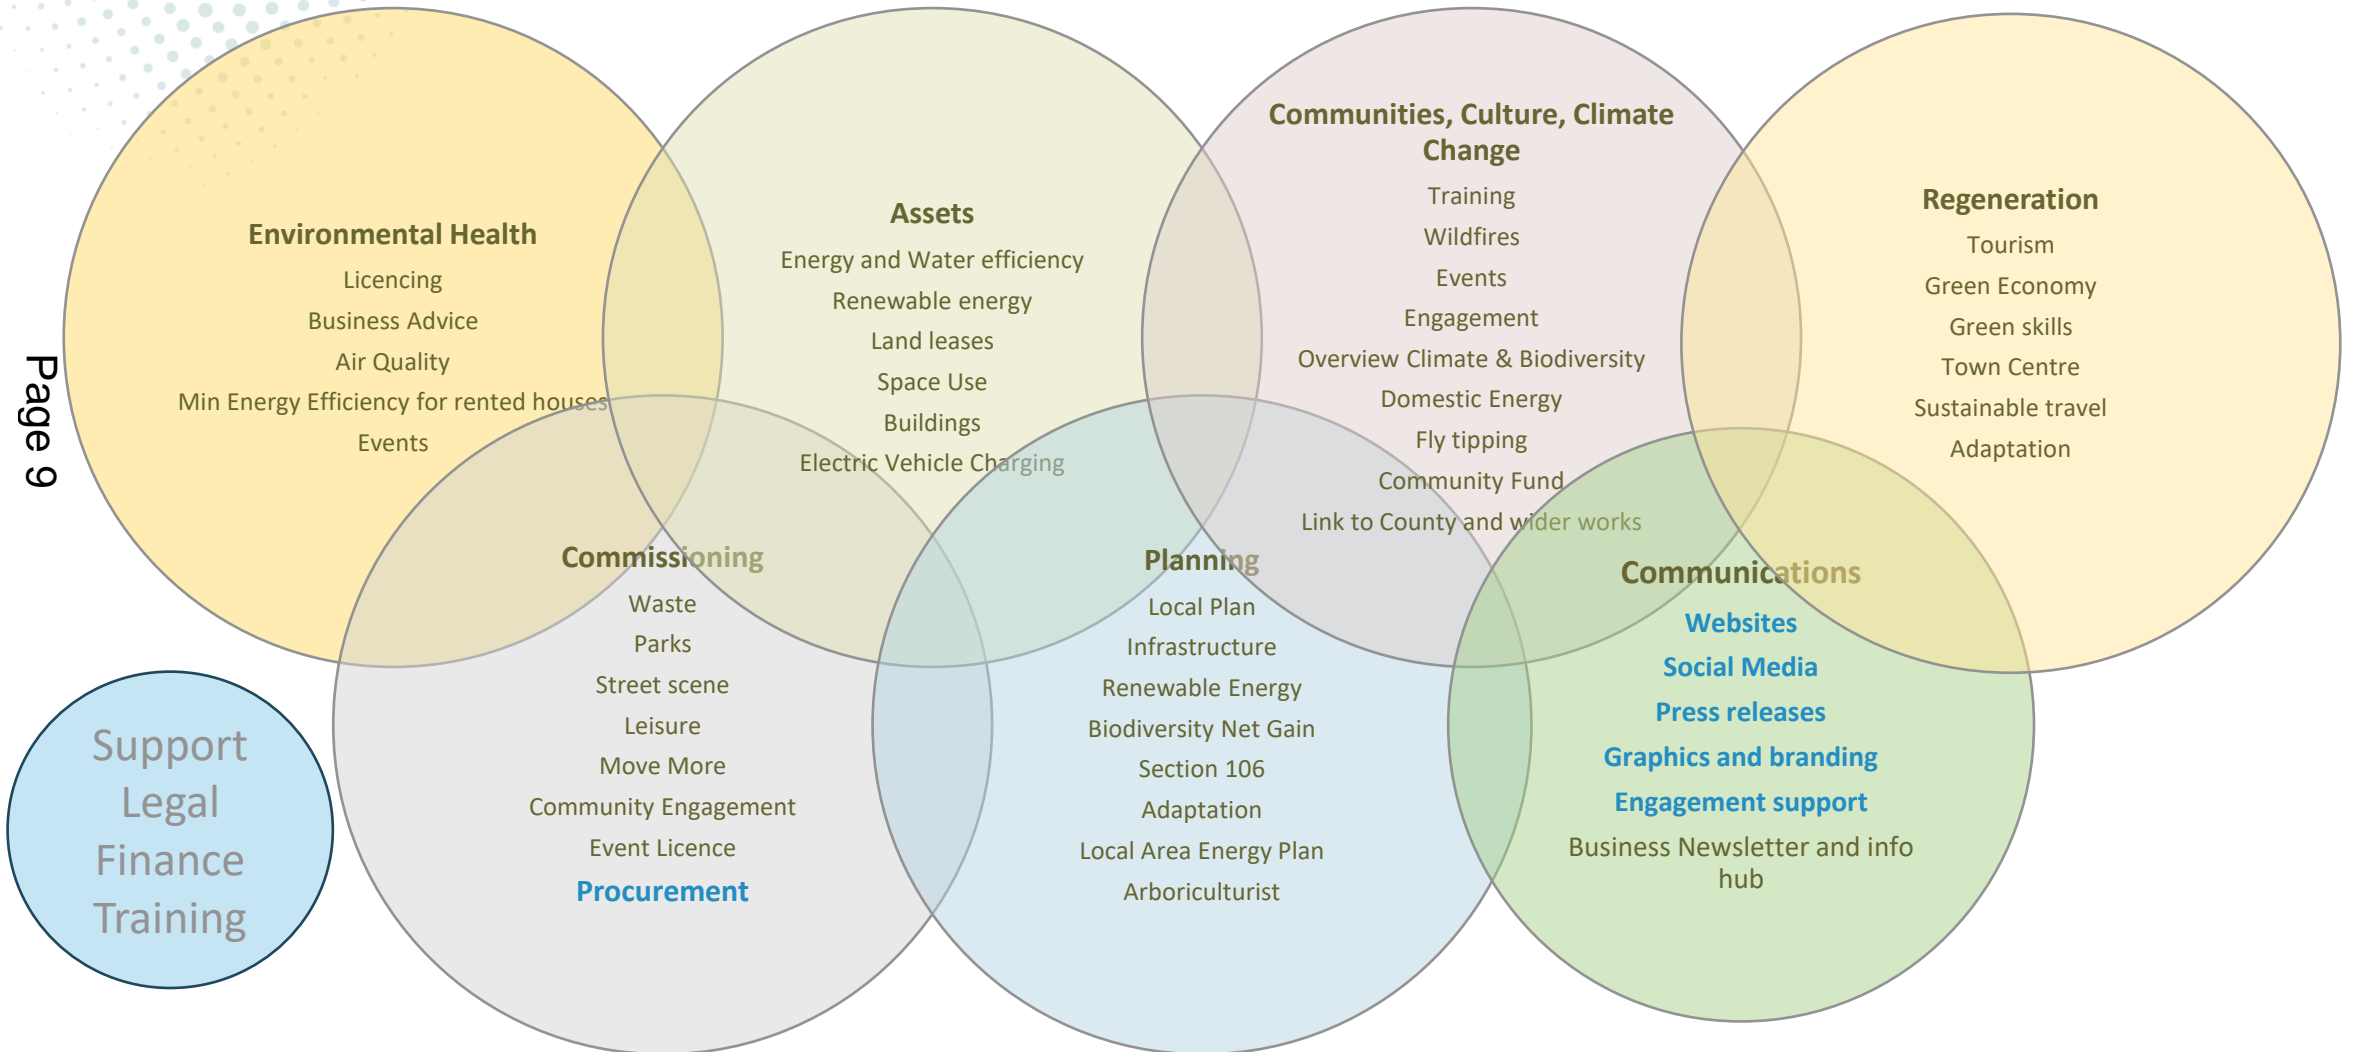 Page 9
Environmental Health
Licencing
Business Advice
Air Quality
Min Energy Efficiency for rented houses
Events
Assets
Energy and Water efficiency
Renewable energy
Land leases
Space Use
Buildings
Electric Vehicle Charging
Communities, Culture, Climate
Change
Training
Wildfires
Events
Engagement
Overview Climate & Biodiversity
Domestic Energy
Fly tipping
Community Fund
Link to County and wider works
Regeneration
Tourism
Green Economy
Green skills
Town Centre
Sustainable travel
Adaptation
Support
Legal
Finance
Training
Commissioning
Waste
Parks
Street scene
Leisure
Move More
Community Engagement
Event Licence
Procurement
Planning
Local Plan
Infrastructure
Renewable Energy
Biodiversity Net Gain
Section 106
Adaptation
Local Area Energy Plan
Arboriculturist
Communications
Websites
Social Media
Press releases
Graphics and branding
Engagement support
Business Newsletter and info
hub